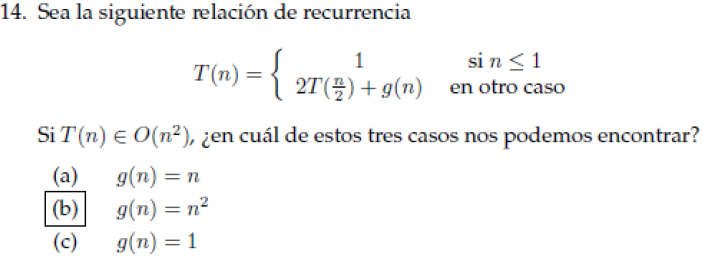 14. Sea la siguiente relación de recurrencia
T(n) = { 1 si n ≤ 1
2T(n/2) + g(n) en otro caso
Si T(n) ∈ O(n²), ¿en cuál de estos tres casos nos podemos encontrar?
(a) g(n) = n
(b) g(n) = n²
(c) g(n) = 1